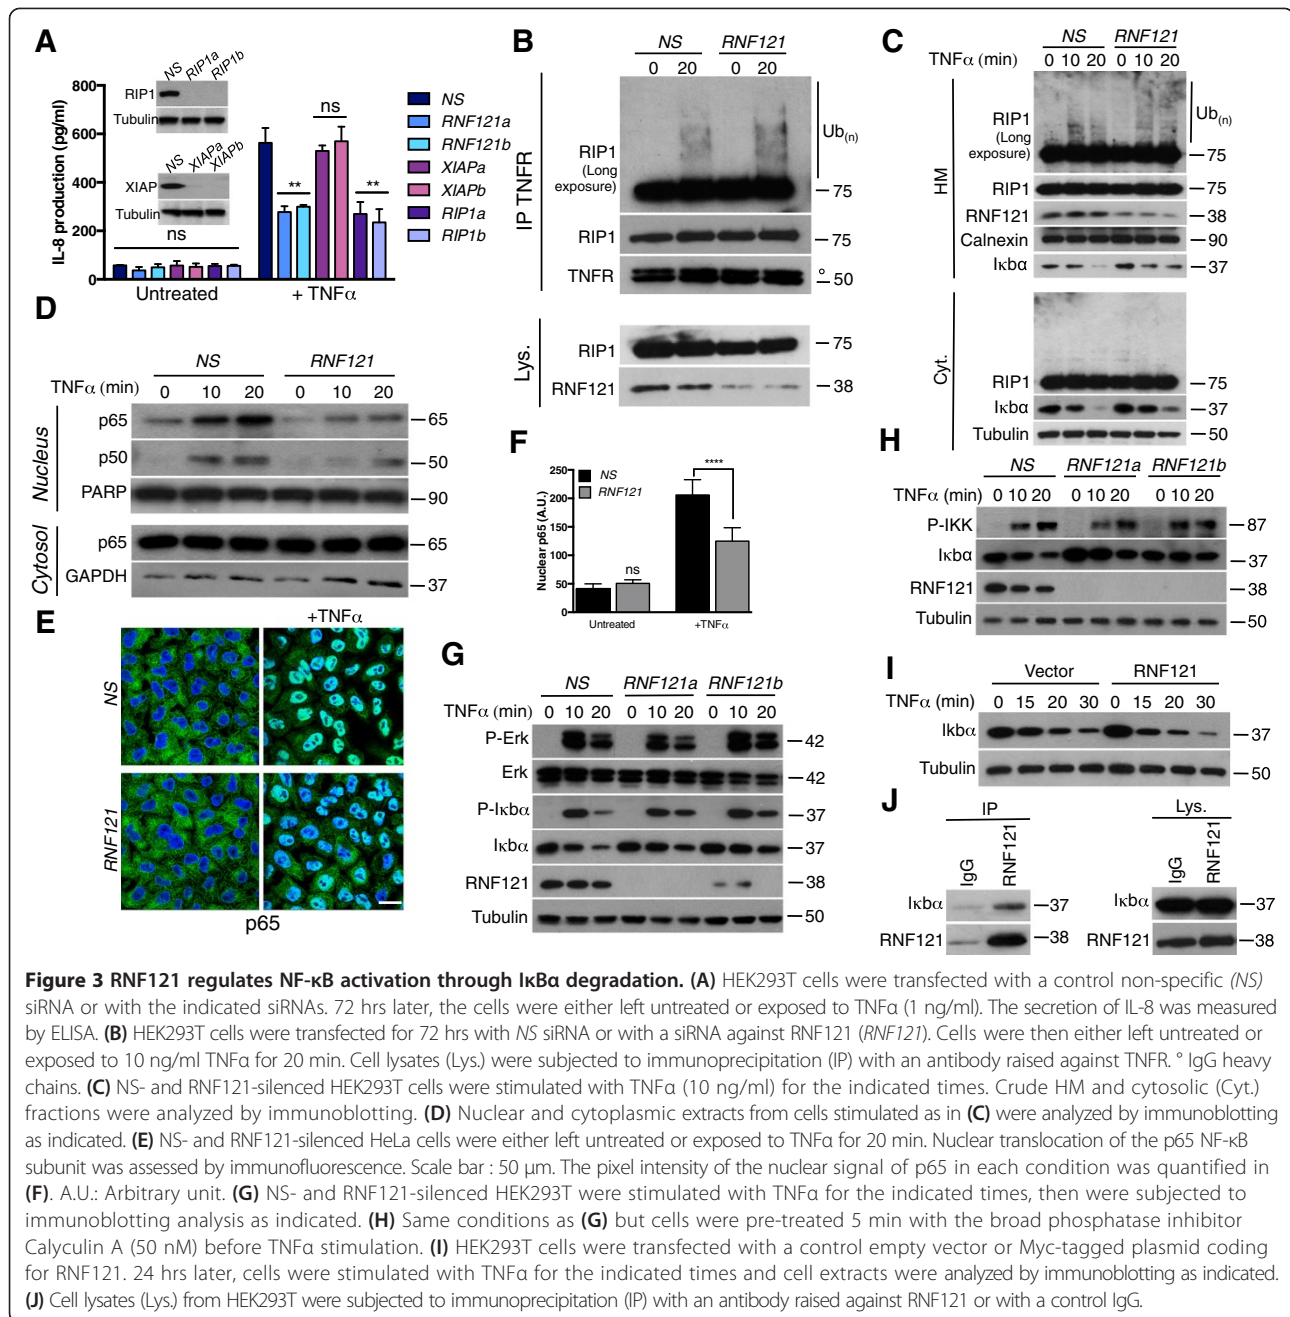 A
NS RIP1a RIP1b
RIP1
Tubulin
NS XIAPa XIAPb
XIAP
Tubulin
IL-8 production (pg/ml)
800
600
400
200
0
ns
** ns **
Untreated + TNFα
NS
RNF121a
RNF121b
XIAPa
XIAPb
RIP1a
RIP1b
B
NS RNF121
0 20 0 20
IP TNFR
RIP1
(Long
exposure)
Ub(n)
75
RIP1 75
TNFR ° 50
Lys.
RIP1 75
RNF121 38
C
NS RNF121
TNFα (min) 0 10 20 0 10 20
HM
RIP1
(Long
exposure)
Ub(n)
75
RIP1 75
RNF121 38
Calnexin 90
Iκbα 37
Cyt.
RIP1 75
Iκbα 37
Tubulin 50
D
NS RNF121
TNFα (min) 0 10 20 0 10 20
Nucleus
p65 65
p50 50
PARP 90
Cytosol
p65 65
GAPDH 37
E
+TNFα
NS
RNF121
p65
F
Nuclear p65 (A.U.)
250
200
150
100
50
0
NS
RNF121
ns
****
Untreated +TNFα
G
NS RNF121a RNF121b
TNFα (min) 0 10 20 0 10 20 0 10 20
P-Erk 42
Erk 42
P-Iκbα 37
Iκbα 37
RNF121 38
Tubulin 50
H
NS RNF121a RNF121b
TNFα (min) 0 10 20 0 10 20 0 10 20
P-IKK 87
Iκbα 37
RNF121 38
Tubulin 50
I
Vector RNF121
TNFα (min) 0 15 20 30 0 15 20 30
Ikbα 37
Tubulin 50
J
IP
IgG RNF121
Iκbα 37
RNF121 38
Lys.
IgG RNF121
Iκbα 37
RNF121 38
Figure 3 RNF121 regulates NF-κB activation through IκBα degradation. (A) HEK293T cells were transfected with a control non-specific (NS)
siRNA or with the indicated siRNAs. 72 hrs later, the cells were either left untreated or exposed to TNFα (1 ng/ml). The secretion of IL-8 was measured
by ELISA. (B) HEK293T cells were transfected for 72 hrs with NS siRNA or with a siRNA against RNF121 (RNF121). Cells were then either left untreated or
exposed to 10 ng/ml TNFα for 20 min. Cell lysates (Lys.) were subjected to immunoprecipitation (IP) with an antibody raised against TNFR. ° IgG heavy
chains. (C) NS- and RNF121-silenced HEK293T cells were stimulated with TNFα (10 ng/ml) for the indicated times. Crude HM and cytosolic (Cyt.)
fractions were analyzed by immunoblotting. (D) Nuclear and cytoplasmic extracts from cells stimulated as in (C) were analyzed by immunoblotting
as indicated. (E) NS- and RNF121-silenced HeLa cells were either left untreated or exposed to TNFα for 20 min. Nuclear translocation of the p65 NF-κB
subunit was assessed by immunofluorescence. Scale bar : 50 μm. The pixel intensity of the nuclear signal of p65 in each condition was quantified in
(F). A.U.: Arbitrary unit. (G) NS- and RNF121-silenced HEK293T were stimulated with TNFα for the indicated times, then were subjected to
immunoblotting analysis as indicated. (H) Same conditions as (G) but cells were pre-treated 5 min with the broad phosphatase inhibitor
Calyculin A (50 nM) before TNFα stimulation. (I) HEK293T cells were transfected with a control empty vector or Myc-tagged plasmid coding
for RNF121. 24 hrs later, cells were stimulated with TNFα for the indicated times and cell extracts were analyzed by immunoblotting as indicated.
(J) Cell lysates (Lys.) from HEK293T were subjected to immunoprecipitation (IP) with an antibody raised against RNF121 or with a control IgG.